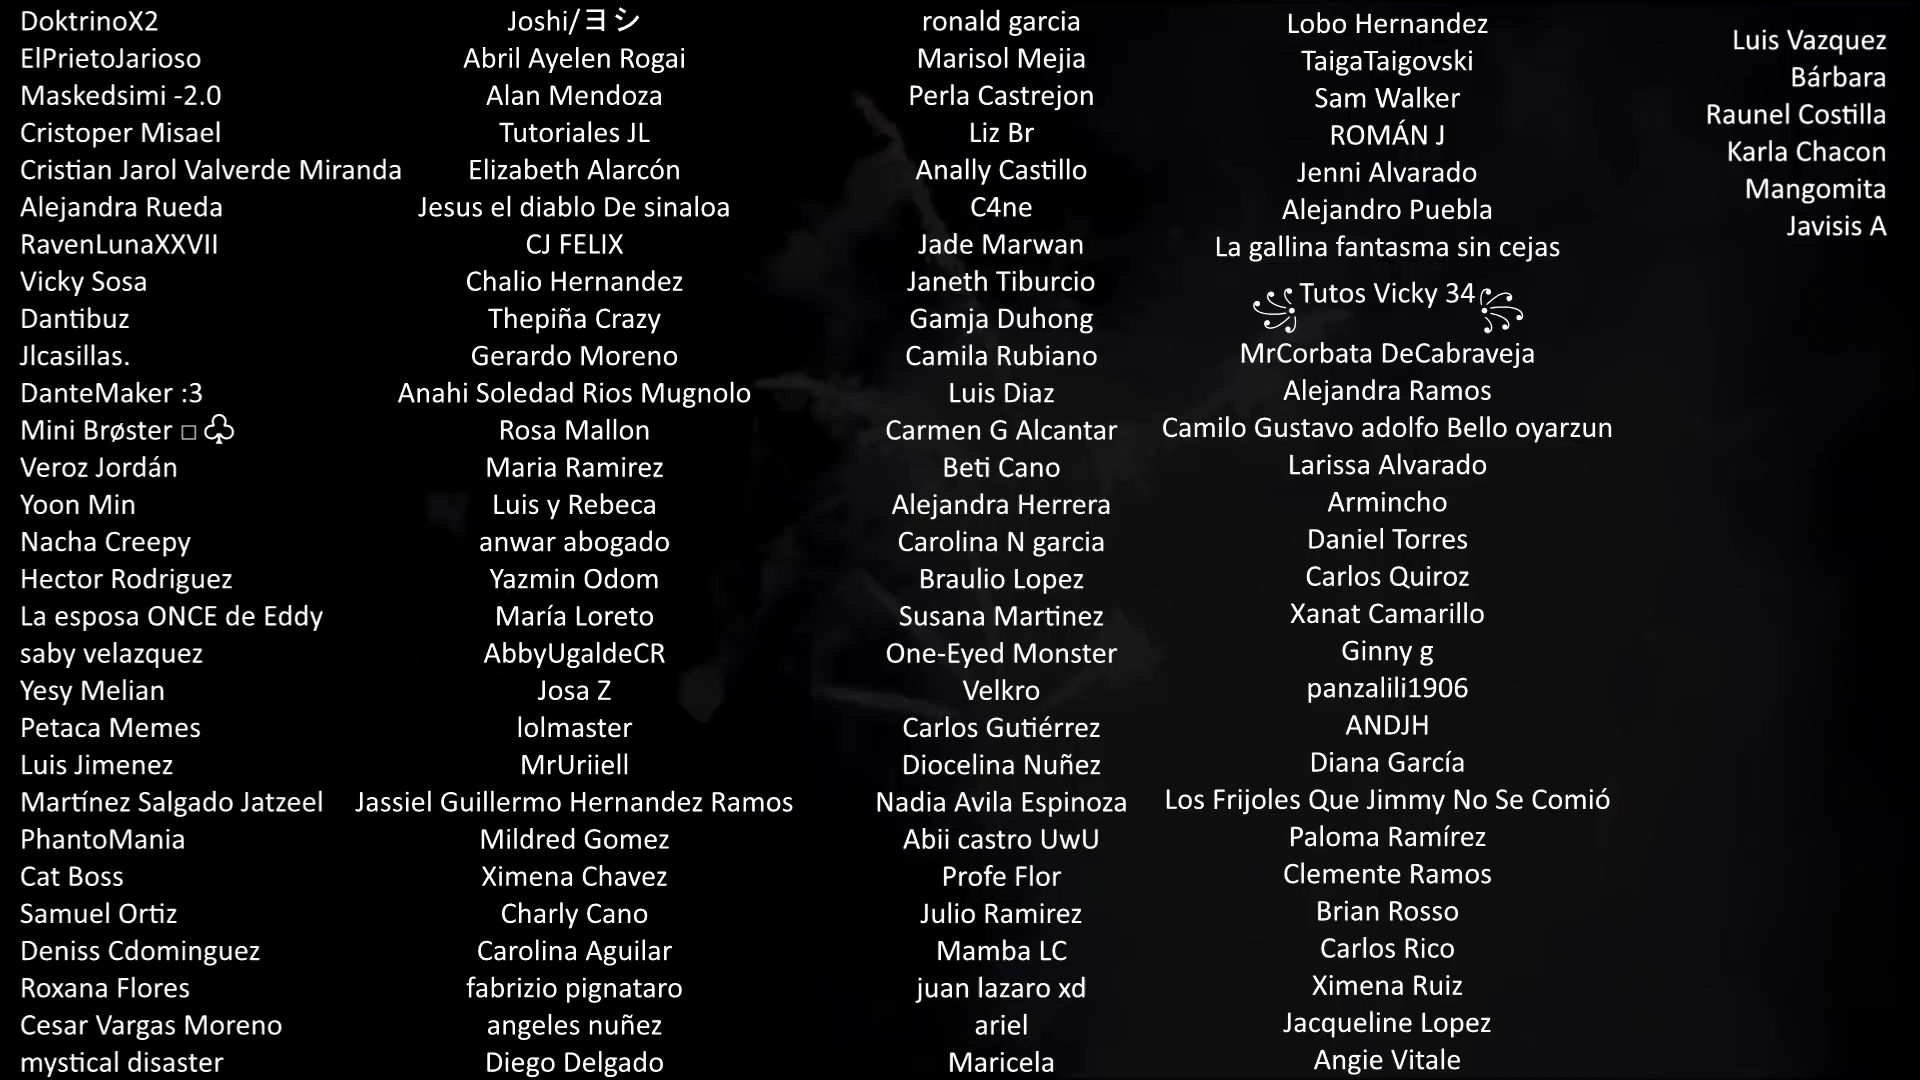 DoktrinoX2
ElPrietoJarioso
Maskedsimi -2.0
Cristoper Misael
Cristian Jarol Valverde Miranda
Alejandra Rueda
RavenLunaXXVII
Vicky Sosa
Dantibuz
Jlcasillas.
DanteMaker :3
Mini Brøster □ ♧
Veroz Jordán
Yoon Min
Nacha Creepy
Hector Rodriguez
La esposa ONCE de Eddy
saby velazquez
Yesy Melian
Petaca Memes
Luis Jimenez
Martínez Salgado Jatzeel
PhantoMania
Cat Boss
Samuel Ortiz
Deniss Cdominguez
Roxana Flores
Cesar Vargas Moreno
mystical disaster
Joshi/ヨシ
Abril Ayelen Rogai
Alan Mendoza
Tutoriales JL
Elizabeth Alarcón
Jesus el diablo De sinaloa
CJ FELIX
Chalio Hernandez
Thepiña Crazy
Gerardo Moreno
Anahi Soledad Rios Mugnolo
Rosa Mallon
Maria Ramirez
Luis y Rebeca
anwar abogado
Yazmin Odom
María Loreto
AbbyUgaldeCR
Josa Z
lolmaster
MrUriiell
Jassiel Guillermo Hernandez Ramos
Mildred Gomez
Ximena Chavez
Charly Cano
Carolina Aguilar
fabrizio pignataro
angeles nuñez
Diego Delgado
ronald garcia
Marisol Mejia
Perla Castrejon
Liz Br
Anally Castillo
C4ne
Jade Marwan
Janeth Tiburcio
Gamja Duhong
Camila Rubiano
Luis Diaz
Carmen G Alcantar
Beti Cano
Alejandra Herrera
Carolina N garcia
Braulio Lopez
Susana Martinez
One-Eyed Monster
Velkro
Carlos Gutiérrez
Diocelina Nuñez
Nadia Avila Espinoza
Abii castro UwU
Profe Flor
Julio Ramirez
Mamba LC
juan lazaro xd
ariel
Maricela
Lobo Hernandez
TaigaTaigovski
Sam Walker
ROMÁN J
Jenni Alvarado
Alejandro Puebla
La gallina fantasma sin cejas
꧁Tutos Vicky 34꧂
MrCorbata DeCabraveja
Alejandra Ramos
Camilo Gustavo adolfo Bello oyarzun
Larissa Alvarado
Armincho
Daniel Torres
Carlos Quiroz
Xanat Camarillo
Ginny g
panzalili1906
ANDJH
Diana García
Los Frijoles Que Jimmy No Se Comió
Paloma Ramírez
Clemente Ramos
Brian Rosso
Carlos Rico
Ximena Ruiz
Jacqueline Lopez
Angie Vitale
Luis Vazquez
Bárbara
Raunel Costilla
Karla Chacon
Mangomita
Javisis A